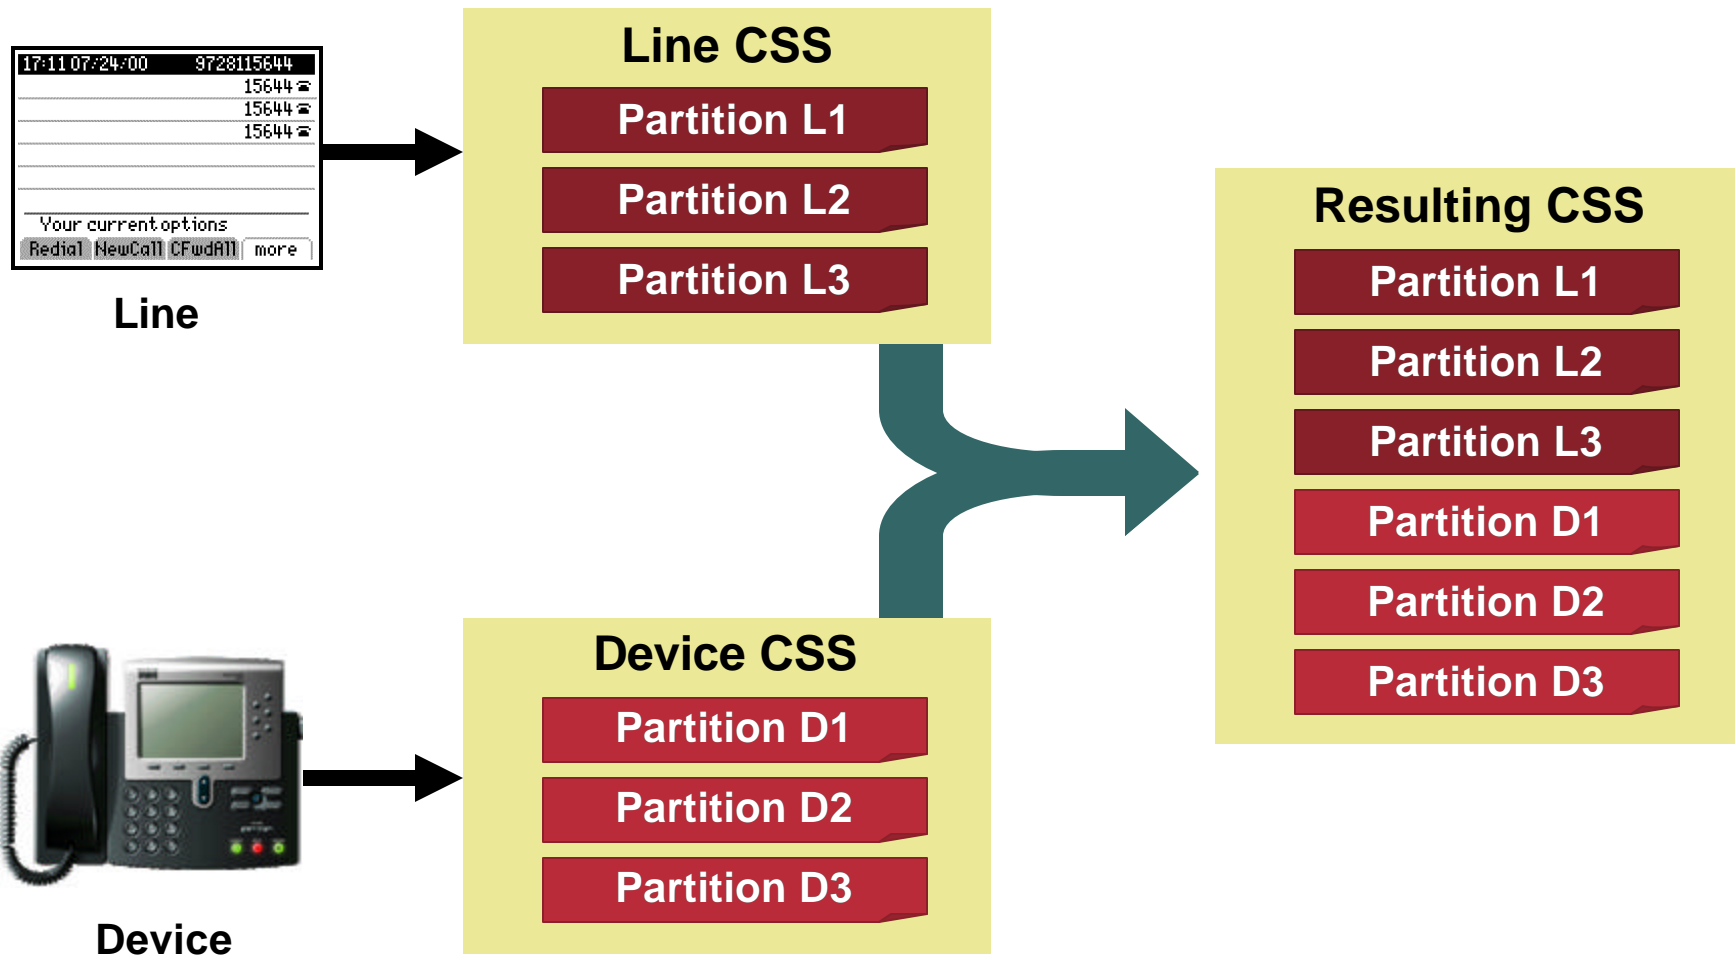 17:11 07/24/00 9728115644
15644
15644
15644
Your current options
Redial NewCall CFwdAll more
Line
Line CSS
Partition L1
Partition L2
Partition L3
Device
Device CSS
Partition D1
Partition D2
Partition D3
Resulting CSS
Partition L1
Partition L2
Partition L3
Partition D1
Partition D2
Partition D3